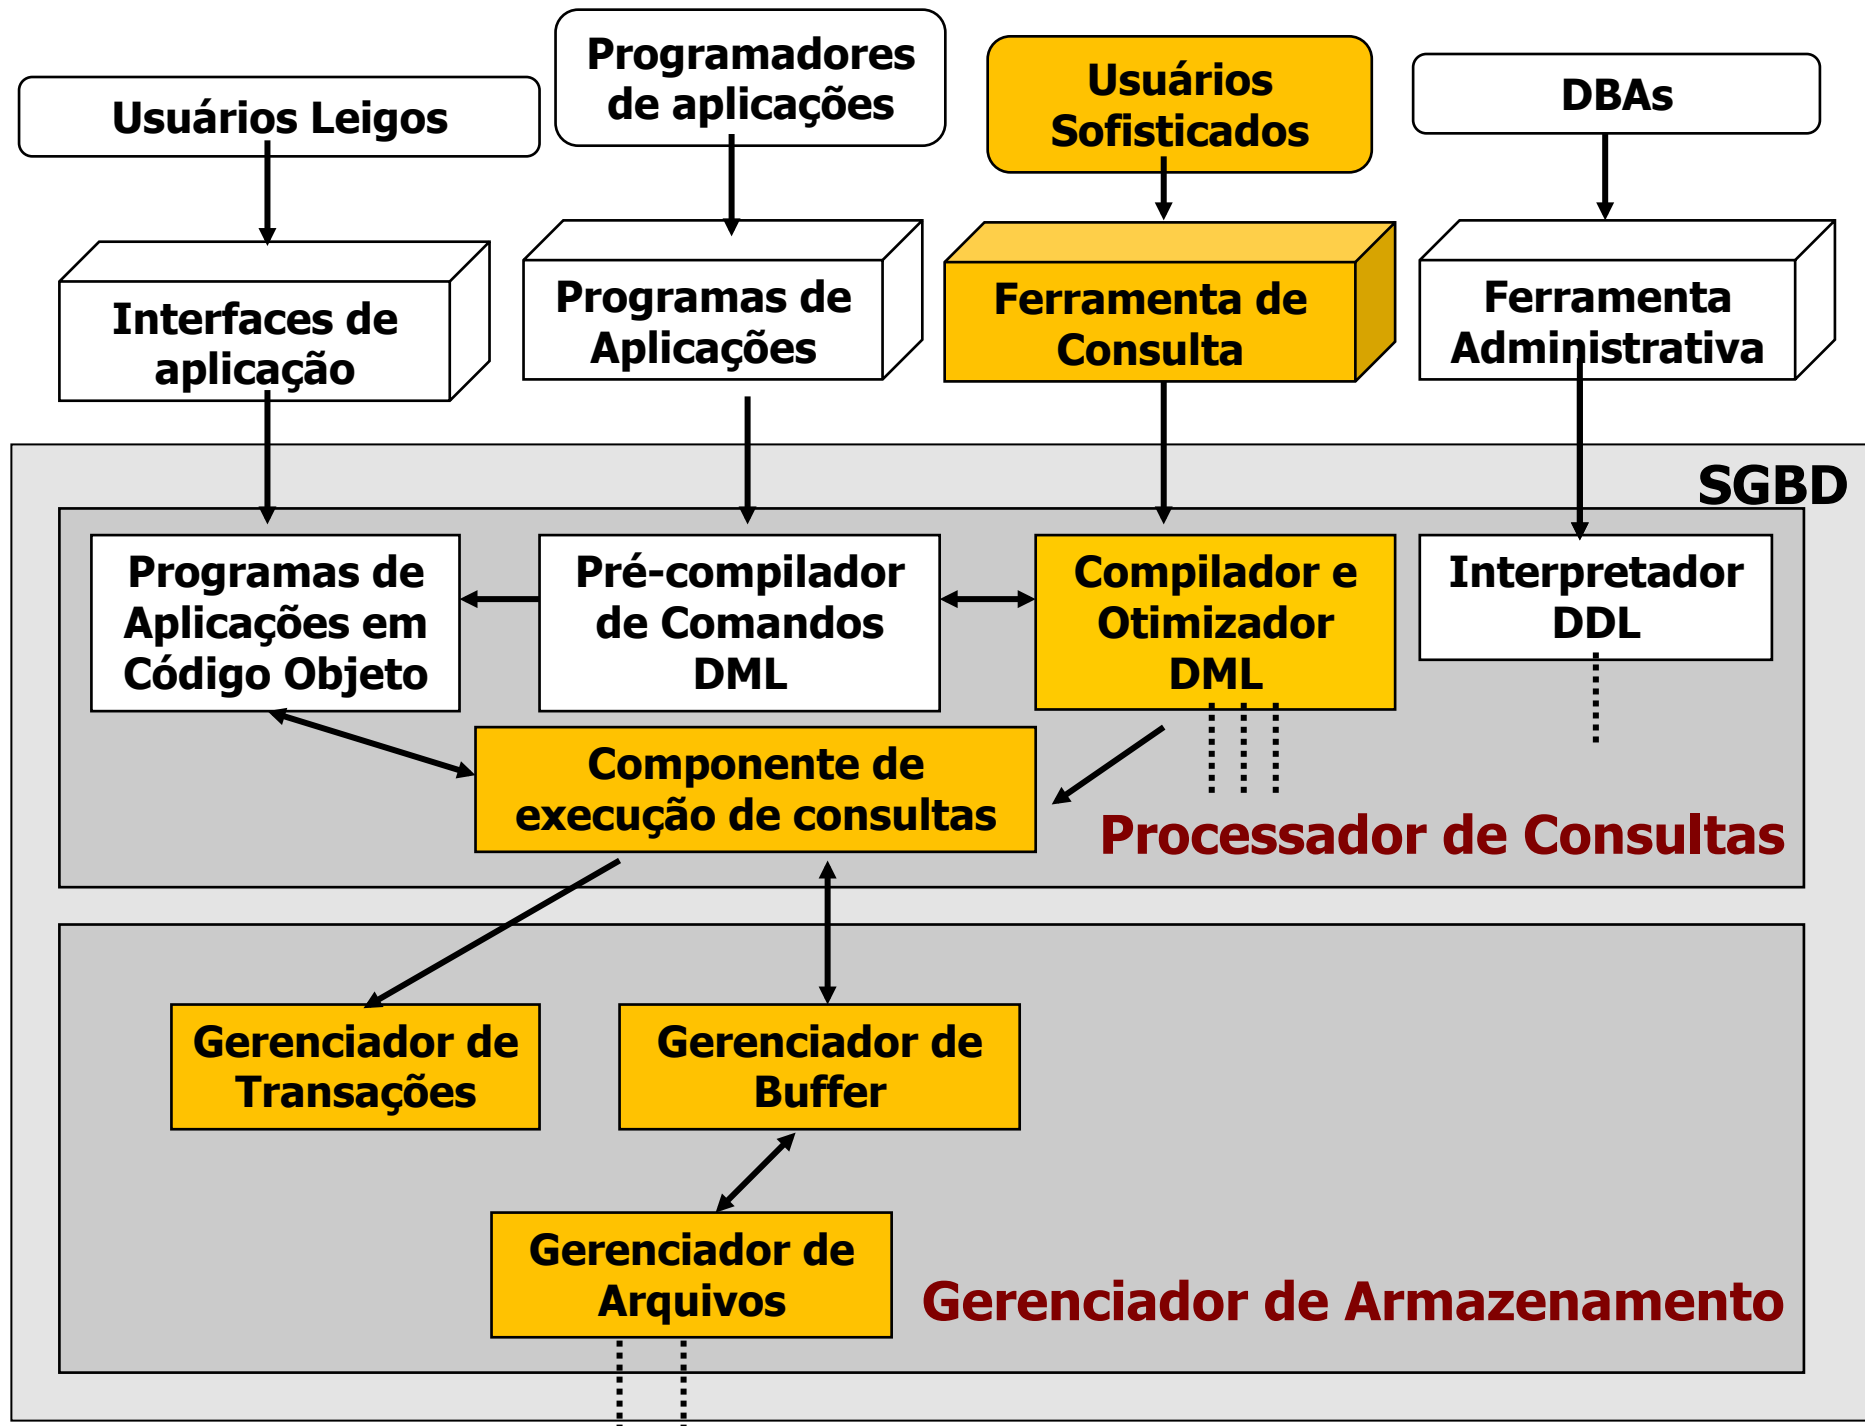 Usuários Leigos
Programadores
de aplicações
Usuários
Sofisticados
DBAs
Interfaces de
aplicação
Programas de
Aplicações
Ferramenta de
Consulta
Ferramenta
Administrativa
SGBD
Programas de
Aplicações em
Código Objeto
Pré-compilador
de Comandos
DML
Compilador e
Otimizador
DML
Interpretador
DDL
Componente de
execução de consultas
Processador de Consultas
Gerenciador de
Transações
Gerenciador de
Buffer
Gerenciador de
Arquivos
Gerenciador de Armazenamento